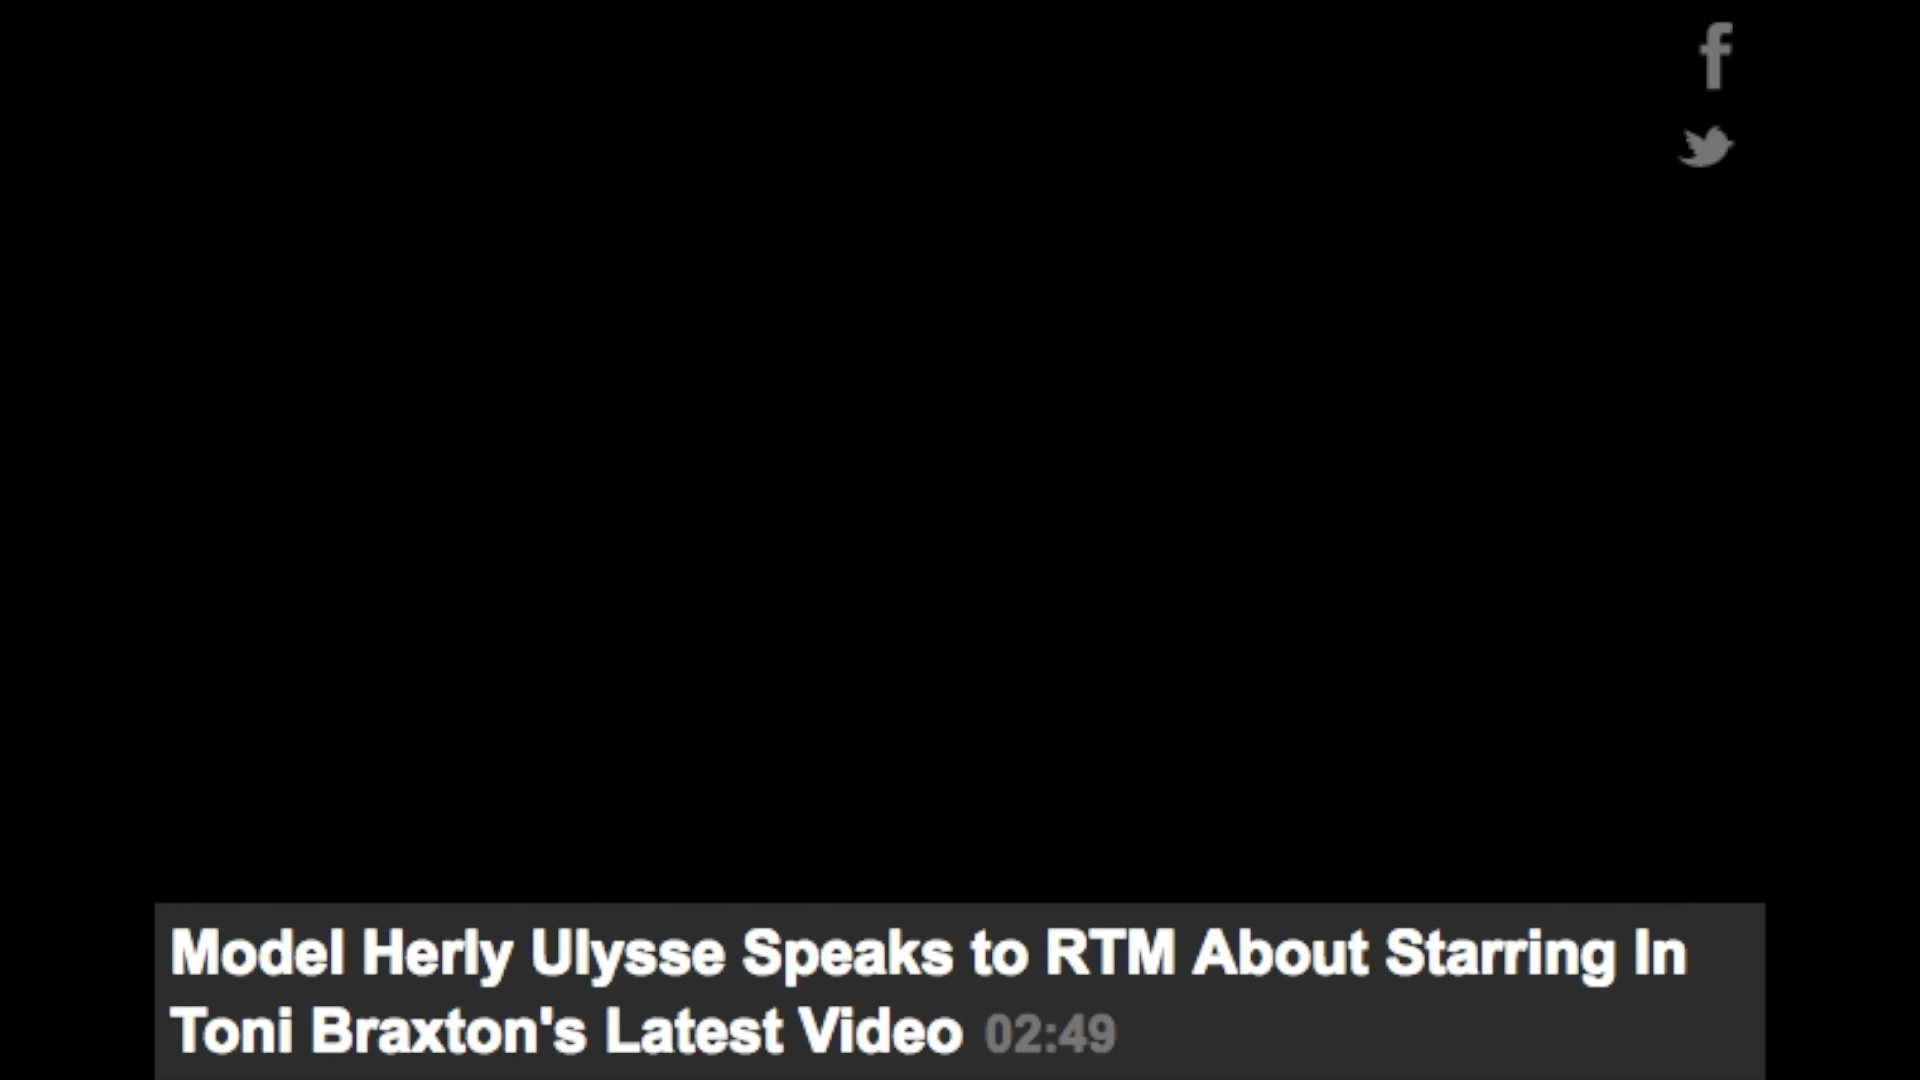 Model Herly Ulysse Speaks to RTM About Starring In
Toni Braxton's Latest Video 02:49